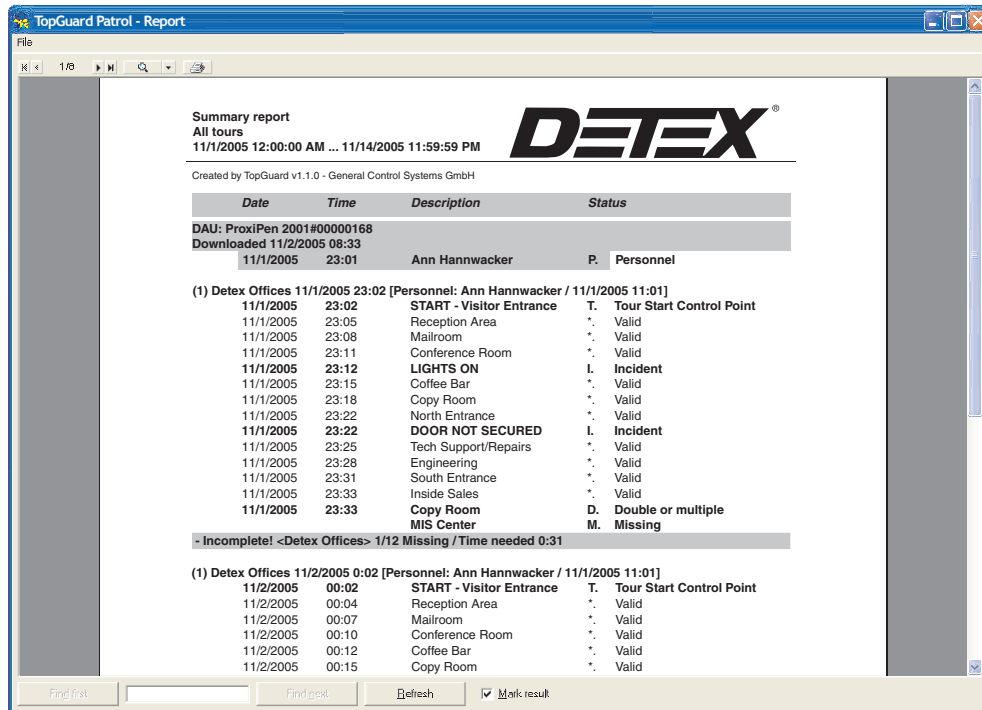 TopGuard Patrol - Report
File
1/8
Summary report
All tours
11/1/2005 12:00:00 AM ... 11/14/2005 11:59:59 PM
DETEX®
Created by TopGuard v1.1.0 - General Control Systems GmbH
Date Time Description Status
DAU: ProxiPen 2001#00000168
Downloaded 11/2/2005 08:33
11/1/2005 23:01 Ann Hannwacker P. Personnel
(1) Detex Offices 11/1/2005 23:02 [Personnel: Ann Hannwacker / 11/1/2005 11:01]
11/1/2005 23:02 START - Visitor Entrance T. Tour Start Control Point
11/1/2005 23:05 Reception Area *. Valid
11/1/2005 23:08 Mailroom *. Valid
11/1/2005 23:11 Conference Room *. Valid
11/1/2005 23:12 LIGHTS ON I. Incident
11/1/2005 23:15 Coffee Bar *. Valid
11/1/2005 23:18 Copy Room *. Valid
11/1/2005 23:22 North Entrance *. Valid
11/1/2005 23:22 DOOR NOT SECURED I. Incident
11/1/2005 23:25 Tech Support/Repairs *. Valid
11/1/2005 23:28 Engineering *. Valid
11/1/2005 23:31 South Entrance *. Valid
11/1/2005 23:33 Inside Sales *. Valid
11/1/2005 23:33 Copy Room D. Double or multiple
MIS Center M. Missing
- Incomplete! <Detex Offices> 1/12 Missing / Time needed 0:31
(1) Detex Offices 11/2/2005 0:02 [Personnel: Ann Hannwacker / 11/1/2005 11:01]
11/2/2005 00:02 START - Visitor Entrance T. Tour Start Control Point
11/2/2005 00:04 Reception Area *. Valid
11/2/2005 00:07 Mailroom *. Valid
11/2/2005 00:10 Conference Room *. Valid
11/2/2005 00:12 Coffee Bar *. Valid
11/2/2005 00:15 Copy Room *. Valid
Find first Find next Refresh Mark result